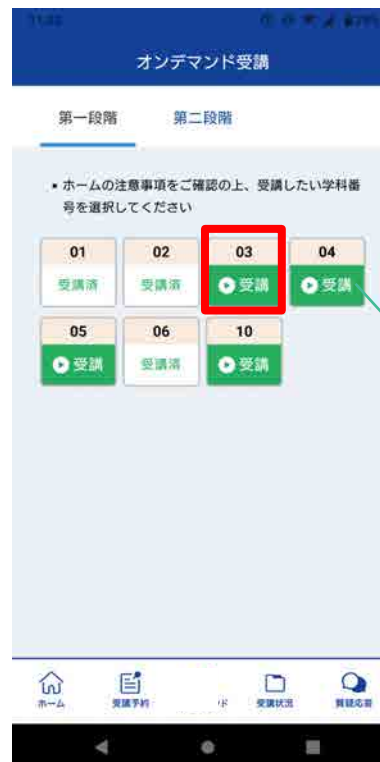 オンデマンド受講
第一段階 第二段階
▪ ホームの注意事項をご確認の上、受講したい学科番
号を選択してください
01 02 03 04
受講済 受講済 受講 受講
05 06 10
受講 受講済 受講
ド
ホーム 受講予約 受講状況 質疑応答